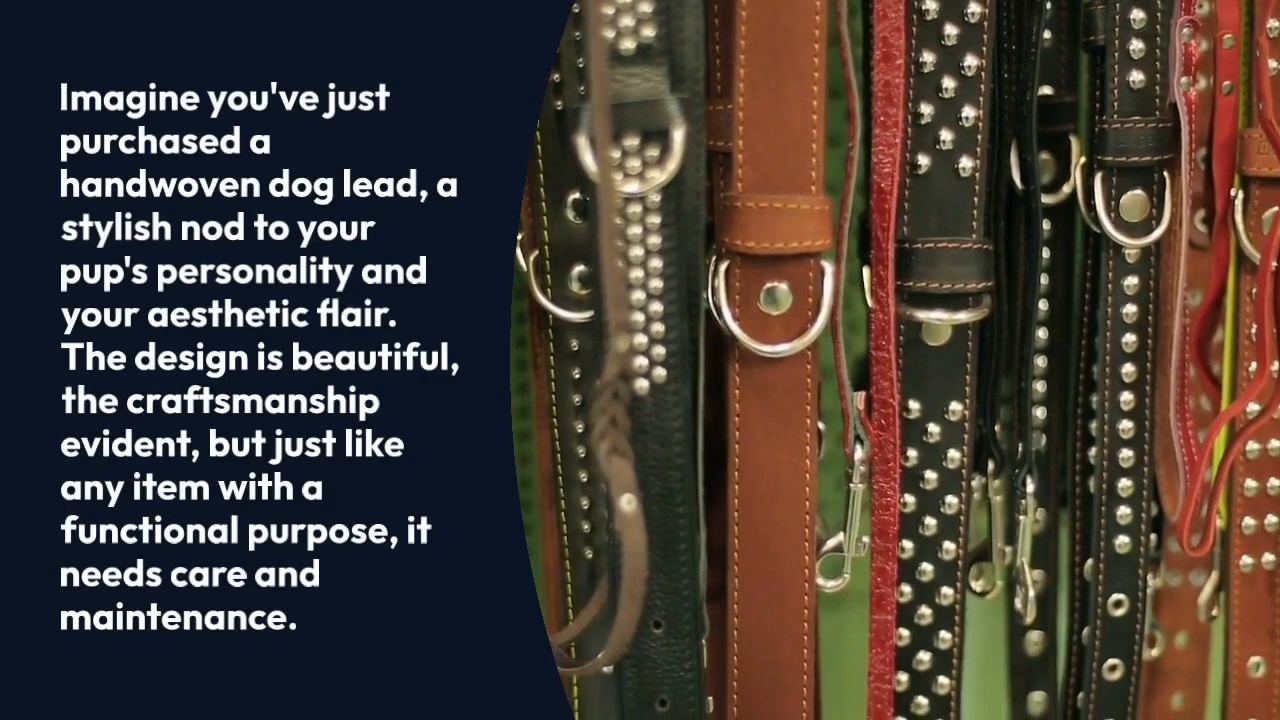 Imagine you've just
purchased a
handwoven dog lead, a
stylish nod to your
pup's personality and
your aesthetic flair.
The design is beautiful,
the craftsmanship
evident, but just like
any item with a
functional purpose, it
needs care and
maintenance.